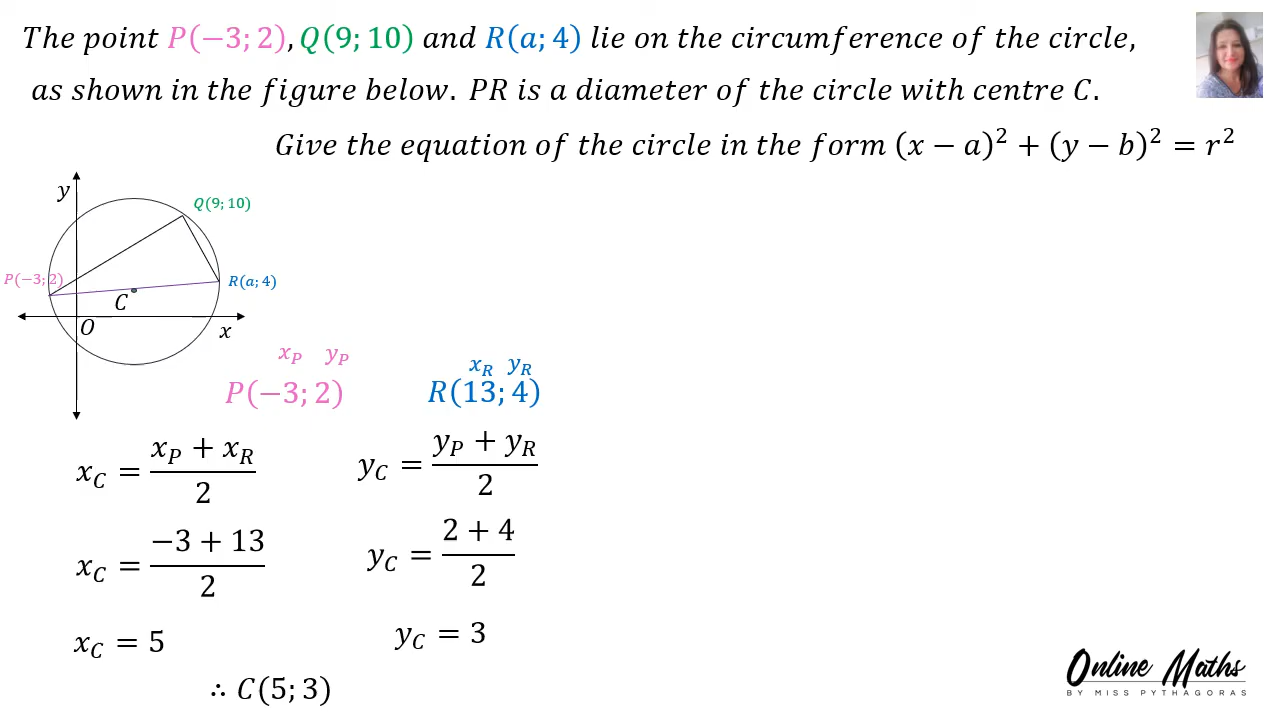 The point P(−3; 2), Q(9; 10) and R(a; 4) lie on the circumference of the circle,
as shown in the figure below. PR is a diameter of the circle with centre C.
Give the equation of the circle in the form (x − a)² + (y − b)² = r²
y
Q(9; 10)
P(−3; 2)
R(a; 4)
C
O
x
x_P y_P
x_R y_R
P(−3; 2)
R(13; 4)
x_C = (x_P + x_R)/2
y_C = (y_P + y_R)/2
x_C = (−3 + 13)/2
y_C = (2 + 4)/2
x_C = 5
y_C = 3
∴ C(5; 3)
Online Maths
BY MISS PYTHAGORAS